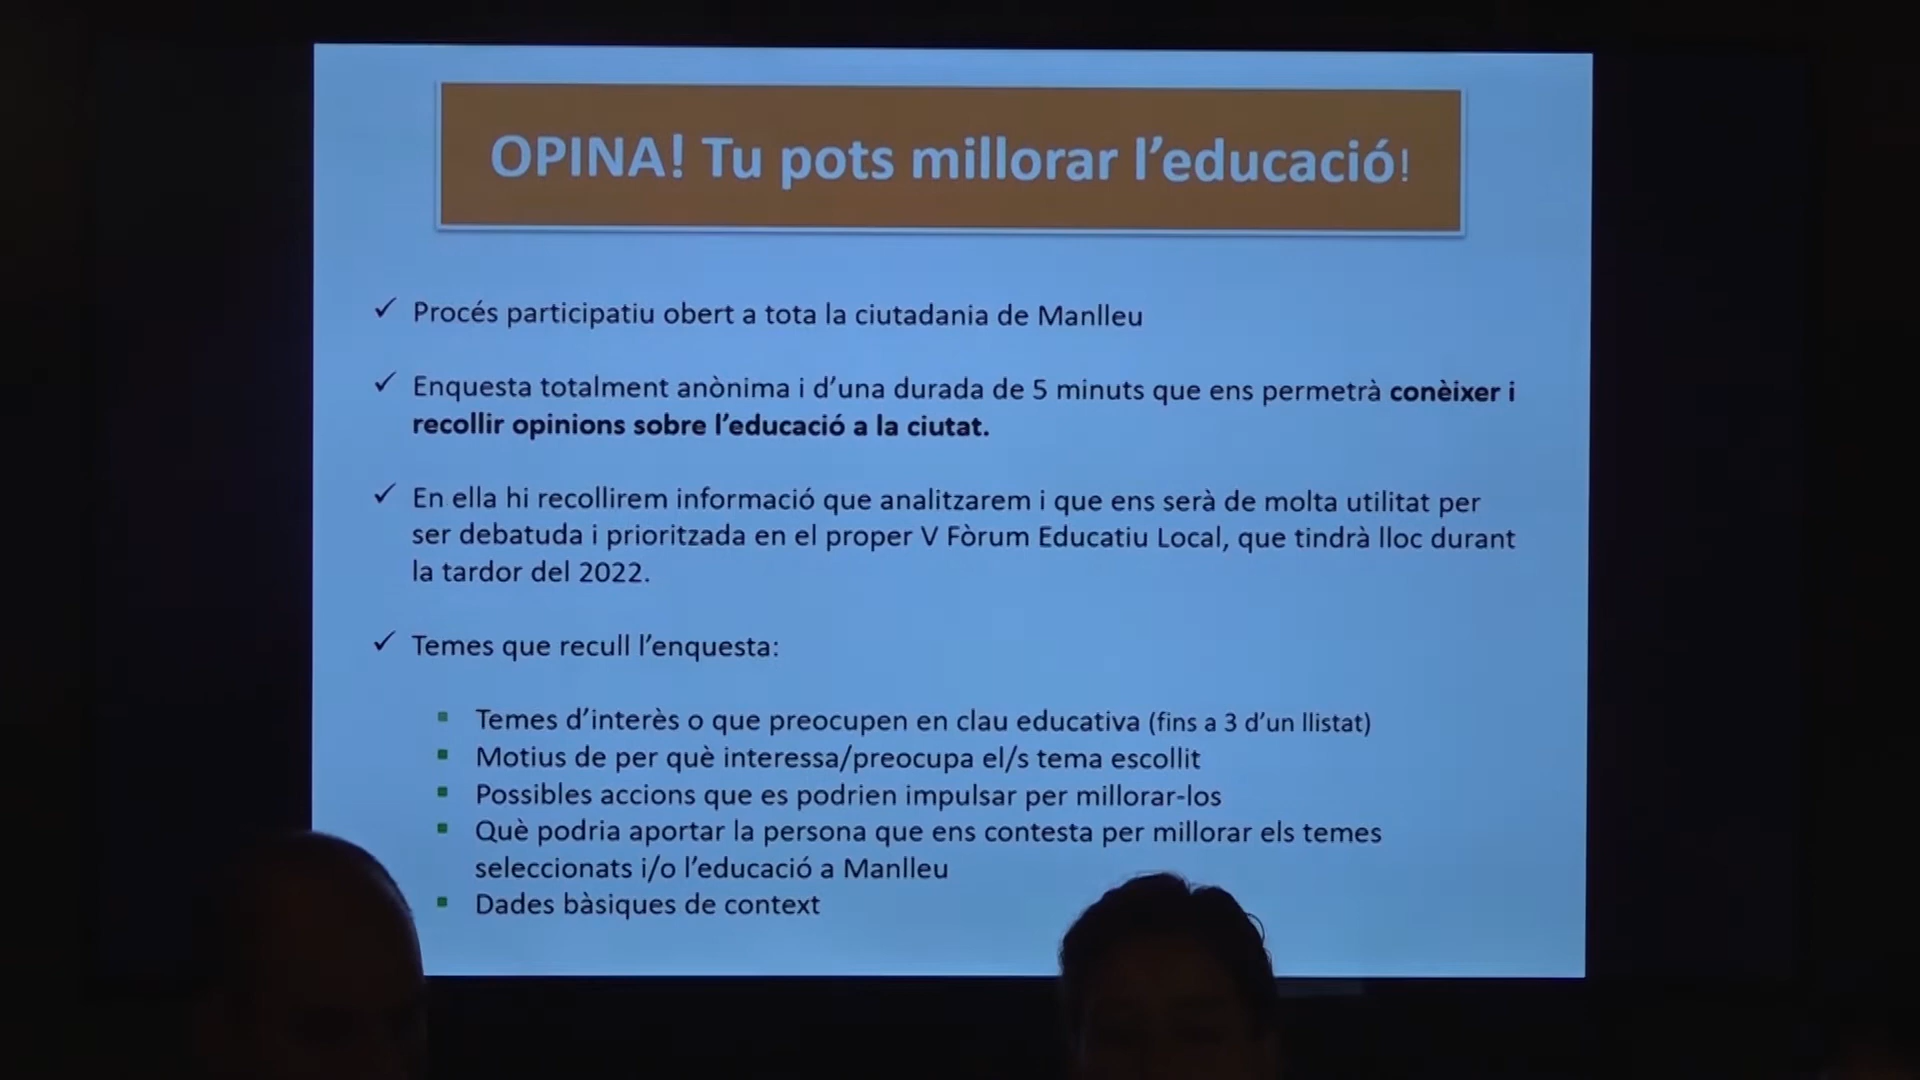 OPINA! Tu pots millorar l’educació!
✓ Procés participatiu obert a tota la ciutadania de Manlleu
✓ Enquesta totalment anònima i d’una durada de 5 minuts que ens permetrà conèixer i
recollir opinions sobre l’educació a la ciutat.
✓ En ella hi recollirem informació que analitzarem i que ens serà de molta utilitat per
ser debatuda i prioritzada en el proper V Fòrum Educatiu Local, que tindrà lloc durant
la tardor del 2022.
✓ Temes que recull l’enquesta:
▪ Temes d’interès o que preocupen en clau educativa (fins a 3 d’un llistat)
▪ Motius de per què interessa/preocupa el/s tema escollit
▪ Possibles accions que es podrien impulsar per millorar-los
▪ Què podria aportar la persona que ens contesta per millorar els temes
seleccionats i/o l’educació a Manlleu
▪ Dades bàsiques de context